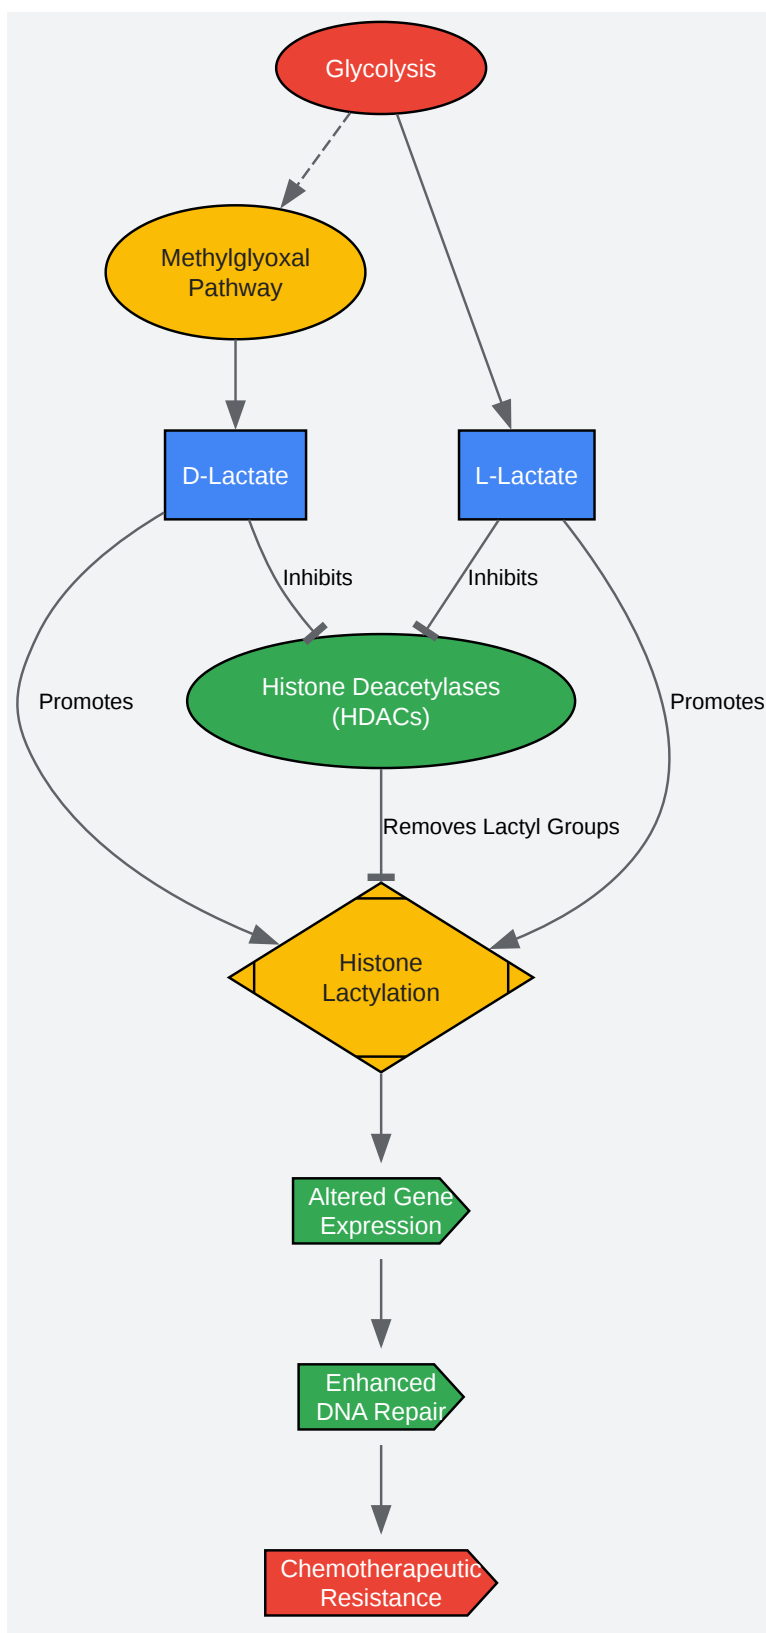 Glycolysis
Methylglyoxal
Pathway
D-Lactate
L-Lactate
Inhibits
Inhibits
Histone Deacetylases
(HDACs)
Promotes
Promotes
Removes Lactyl Groups
Histone
Lactylation
Altered Gene
Expression
Enhanced
DNA Repair
Chemotherapeutic
Resistance